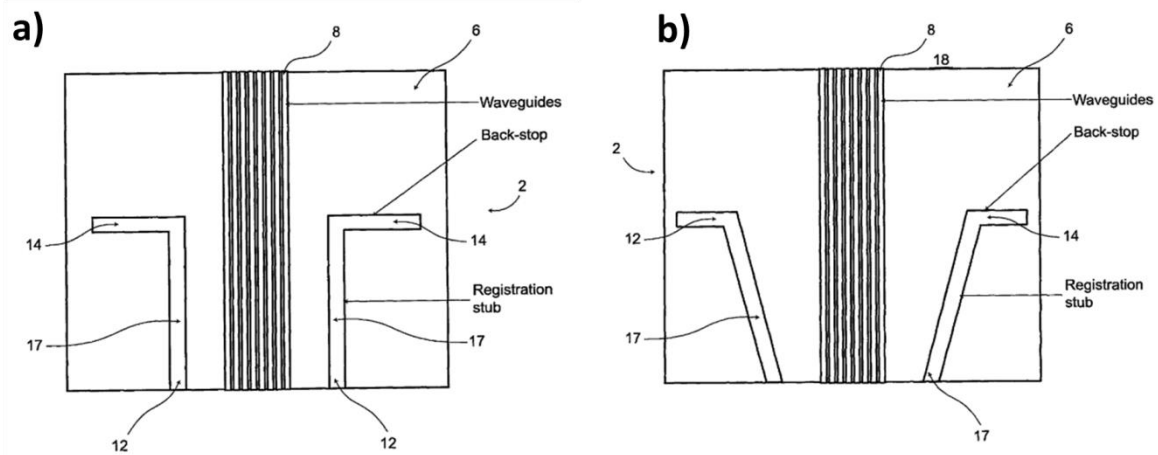 a)
8
6
Waveguides
Back-stop
2
14
14
Registration
stub
17
17
12
12
b)
8
18
6
Waveguides
2
Back-stop
12
14
Registration
stub
17
17